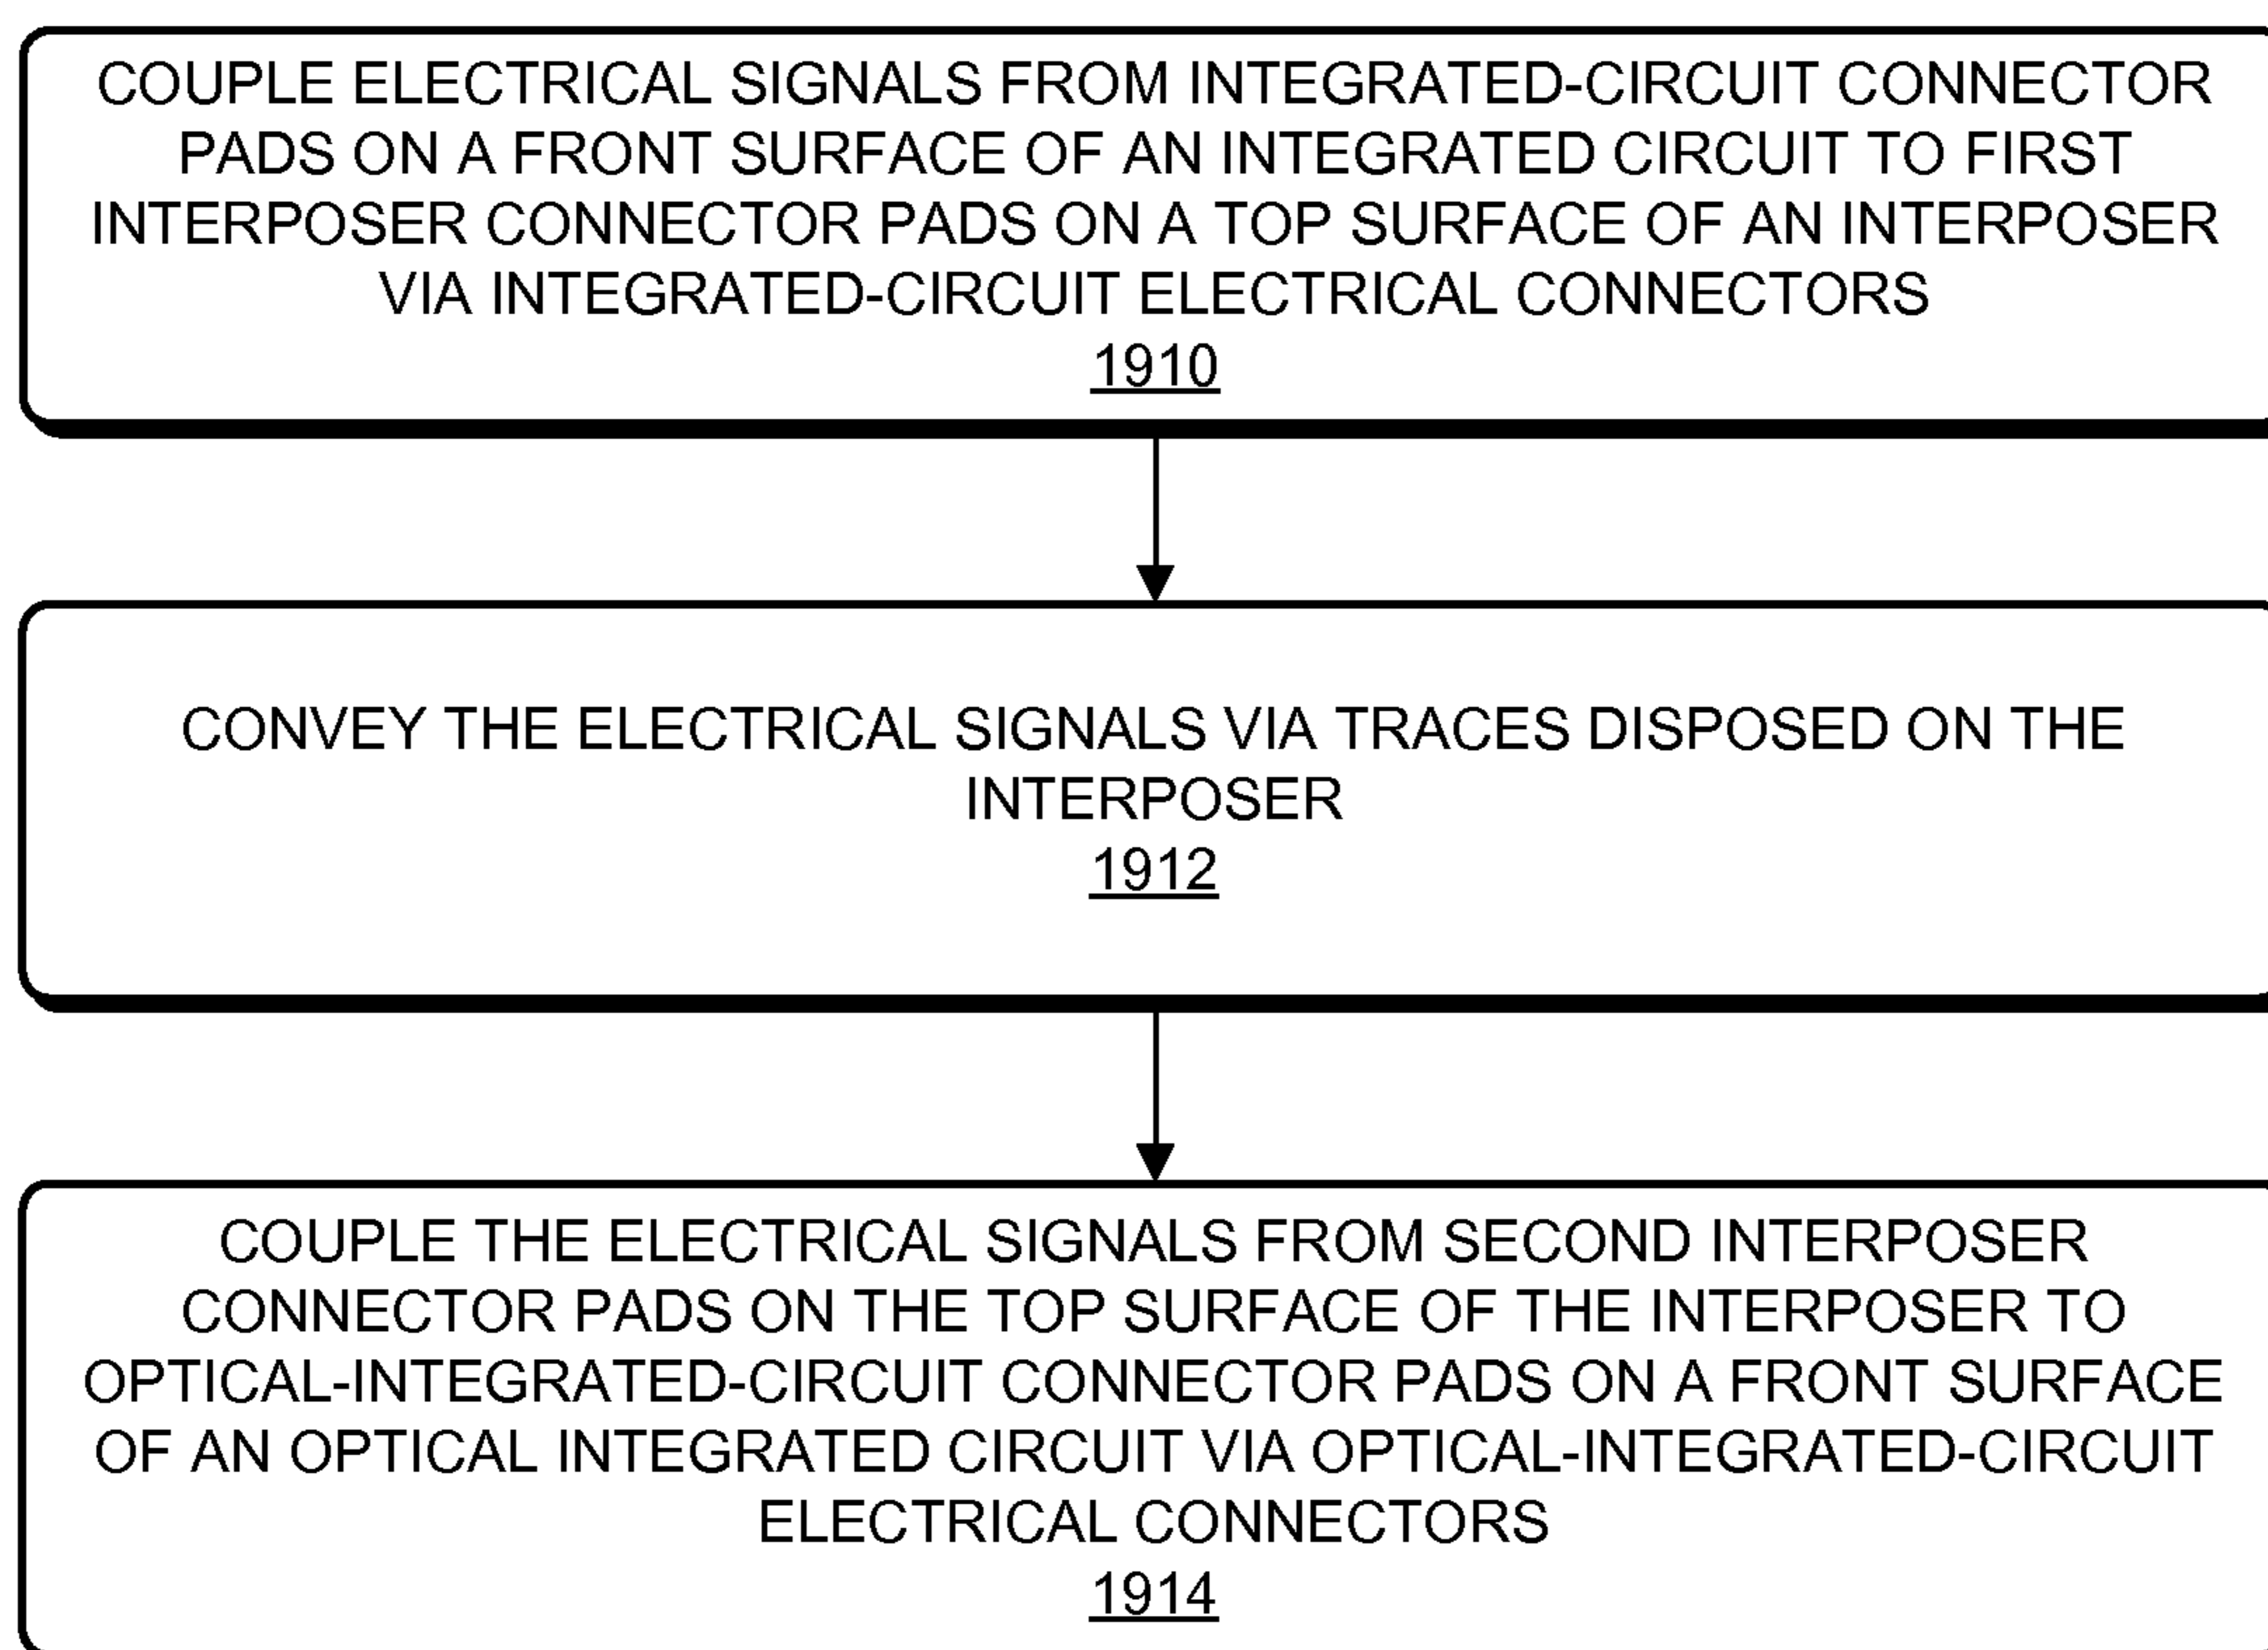 COUPLE ELECTRICAL SIGNALS FROM INTEGRATED-CIRCUIT CONNECTOR
PADS ON A FRONT SURFACE OF AN INTEGRATED CIRCUIT TO FIRST
INTERPOSER CONNECTOR PADS ON A TOP SURFACE OF AN INTERPOSER
VIA INTEGRATED-CIRCUIT ELECTRICAL CONNECTORS
1910
CONVEY THE ELECTRICAL SIGNALS VIA TRACES DISPOSED ON THE
INTERPOSER
1912
COUPLE THE ELECTRICAL SIGNALS FROM SECOND INTERPOSER
CONNECTOR PADS ON THE TOP SURFACE OF THE INTERPOSER TO
OPTICAL-INTEGRATED-CIRCUIT CONNECTOR PADS ON A FRONT SURFACE
OF AN OPTICAL INTEGRATED CIRCUIT VIA OPTICAL-INTEGRATED-CIRCUIT
ELECTRICAL CONNECTORS
1914